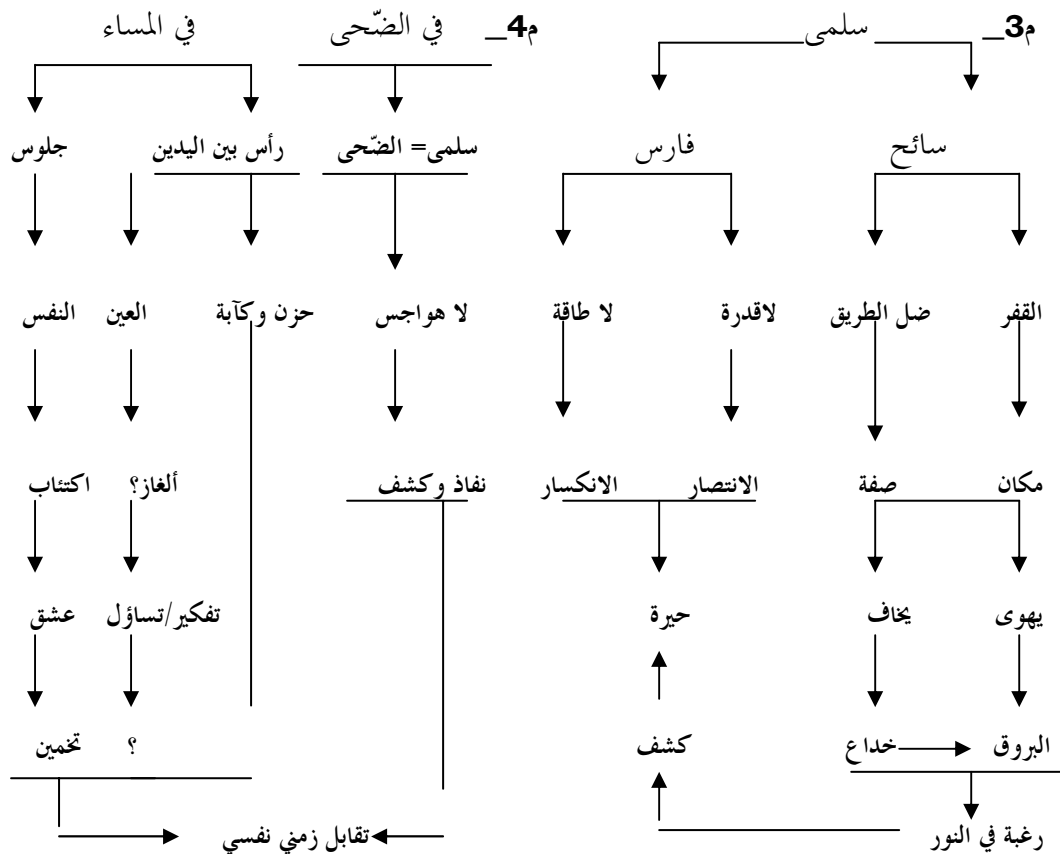 م3_ سلمى م4_ في الضّحى في المساء
سائح فارس سلمى= الضّحى رأس بين اليدين جلوس
القفر ضل الطريق لاقدرة لا طاقة لا هواجس حزن وكآبة العين النفس
مكان صفة الانتصار الانكسار نفاذ وكشف ألغاز؟ اكتئاب
يهوى يخاف حيرة تفكير/تساؤل عشق
البروق خداع كشف ؟ تخمين
رغبة في النور تقابل زمني نفسي